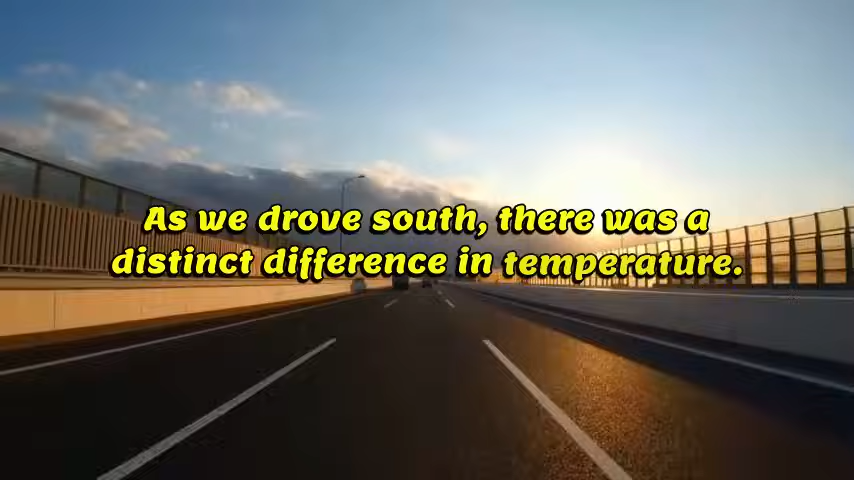 As we drove south, there was a
distinct difference in temperature.